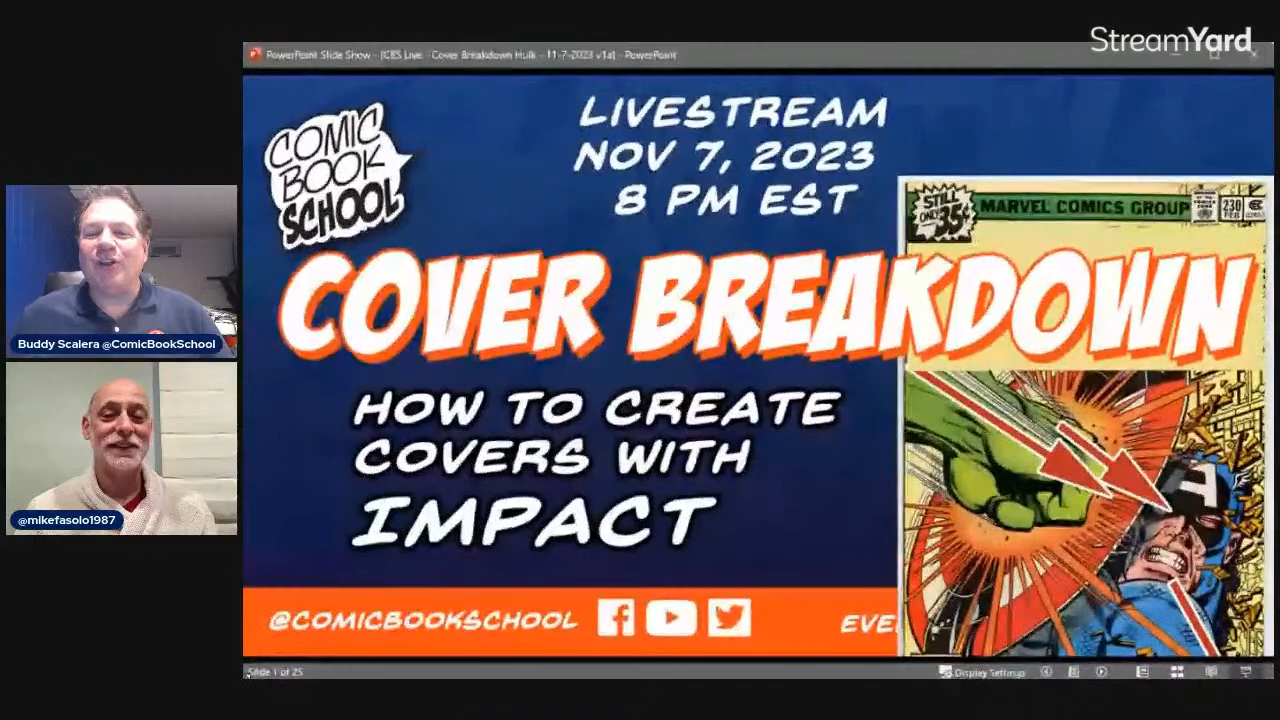 StreamYard
PowerPoint Slide Show - [CBS Live - Cover Breakdown Hulk - 11-7-2023 v1a] - PowerPoint
COMIC
BOOK
SCHOOL
LIVESTREAM
NOV 7, 2023
8 PM EST
STILL
ONLY
35¢
MARVEL COMICS GROUP
230
FEB
COVER BREAKDOWN
HOW TO CREATE
COVERS WITH
IMPACT
A
Buddy Scalera @ComicBookSchool
@mikefasolo1987
@COMICBOOKSCHOOL
EVE
Slide 1 of 25
Display Settings